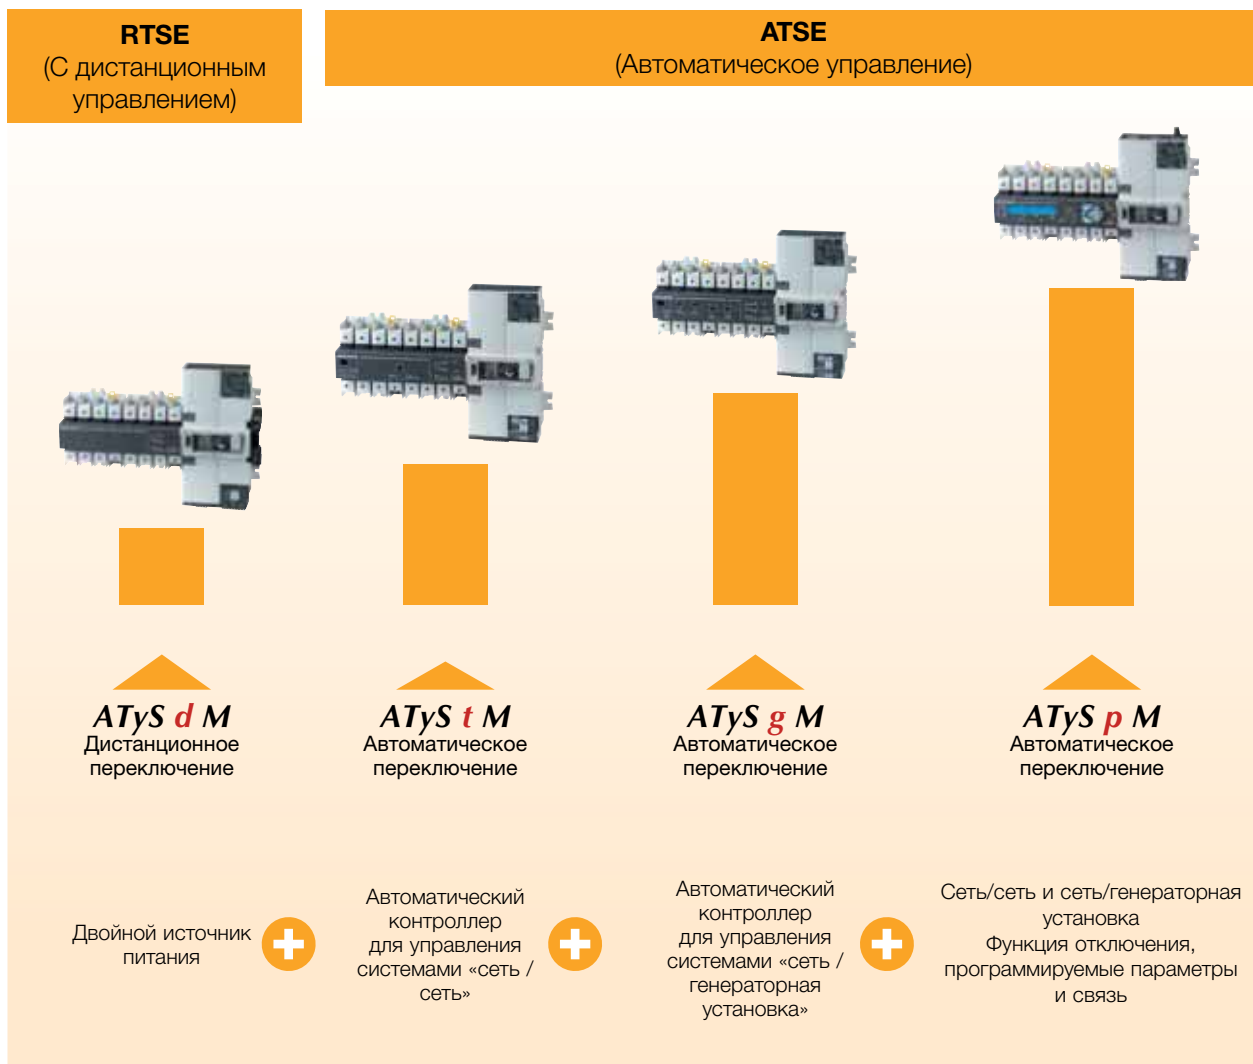 RTSE
(С дистанционным
управлением)
ATSE
(Автоматическое управление)
ATyS d M
Дистанционное
переключение
ATyS t M
Автоматическое
переключение
ATyS g M
Автоматическое
переключение
ATyS p M
Автоматическое
переключение
Двойной источник
питания
Автоматический
контроллер
для управления
системами «сеть /
сеть»
Автоматический
контроллер
для управления
системами «сеть /
генераторная
установка»
Сеть/сеть и сеть/генераторная
установка
Функция отключения,
программируемые параметры
и связь